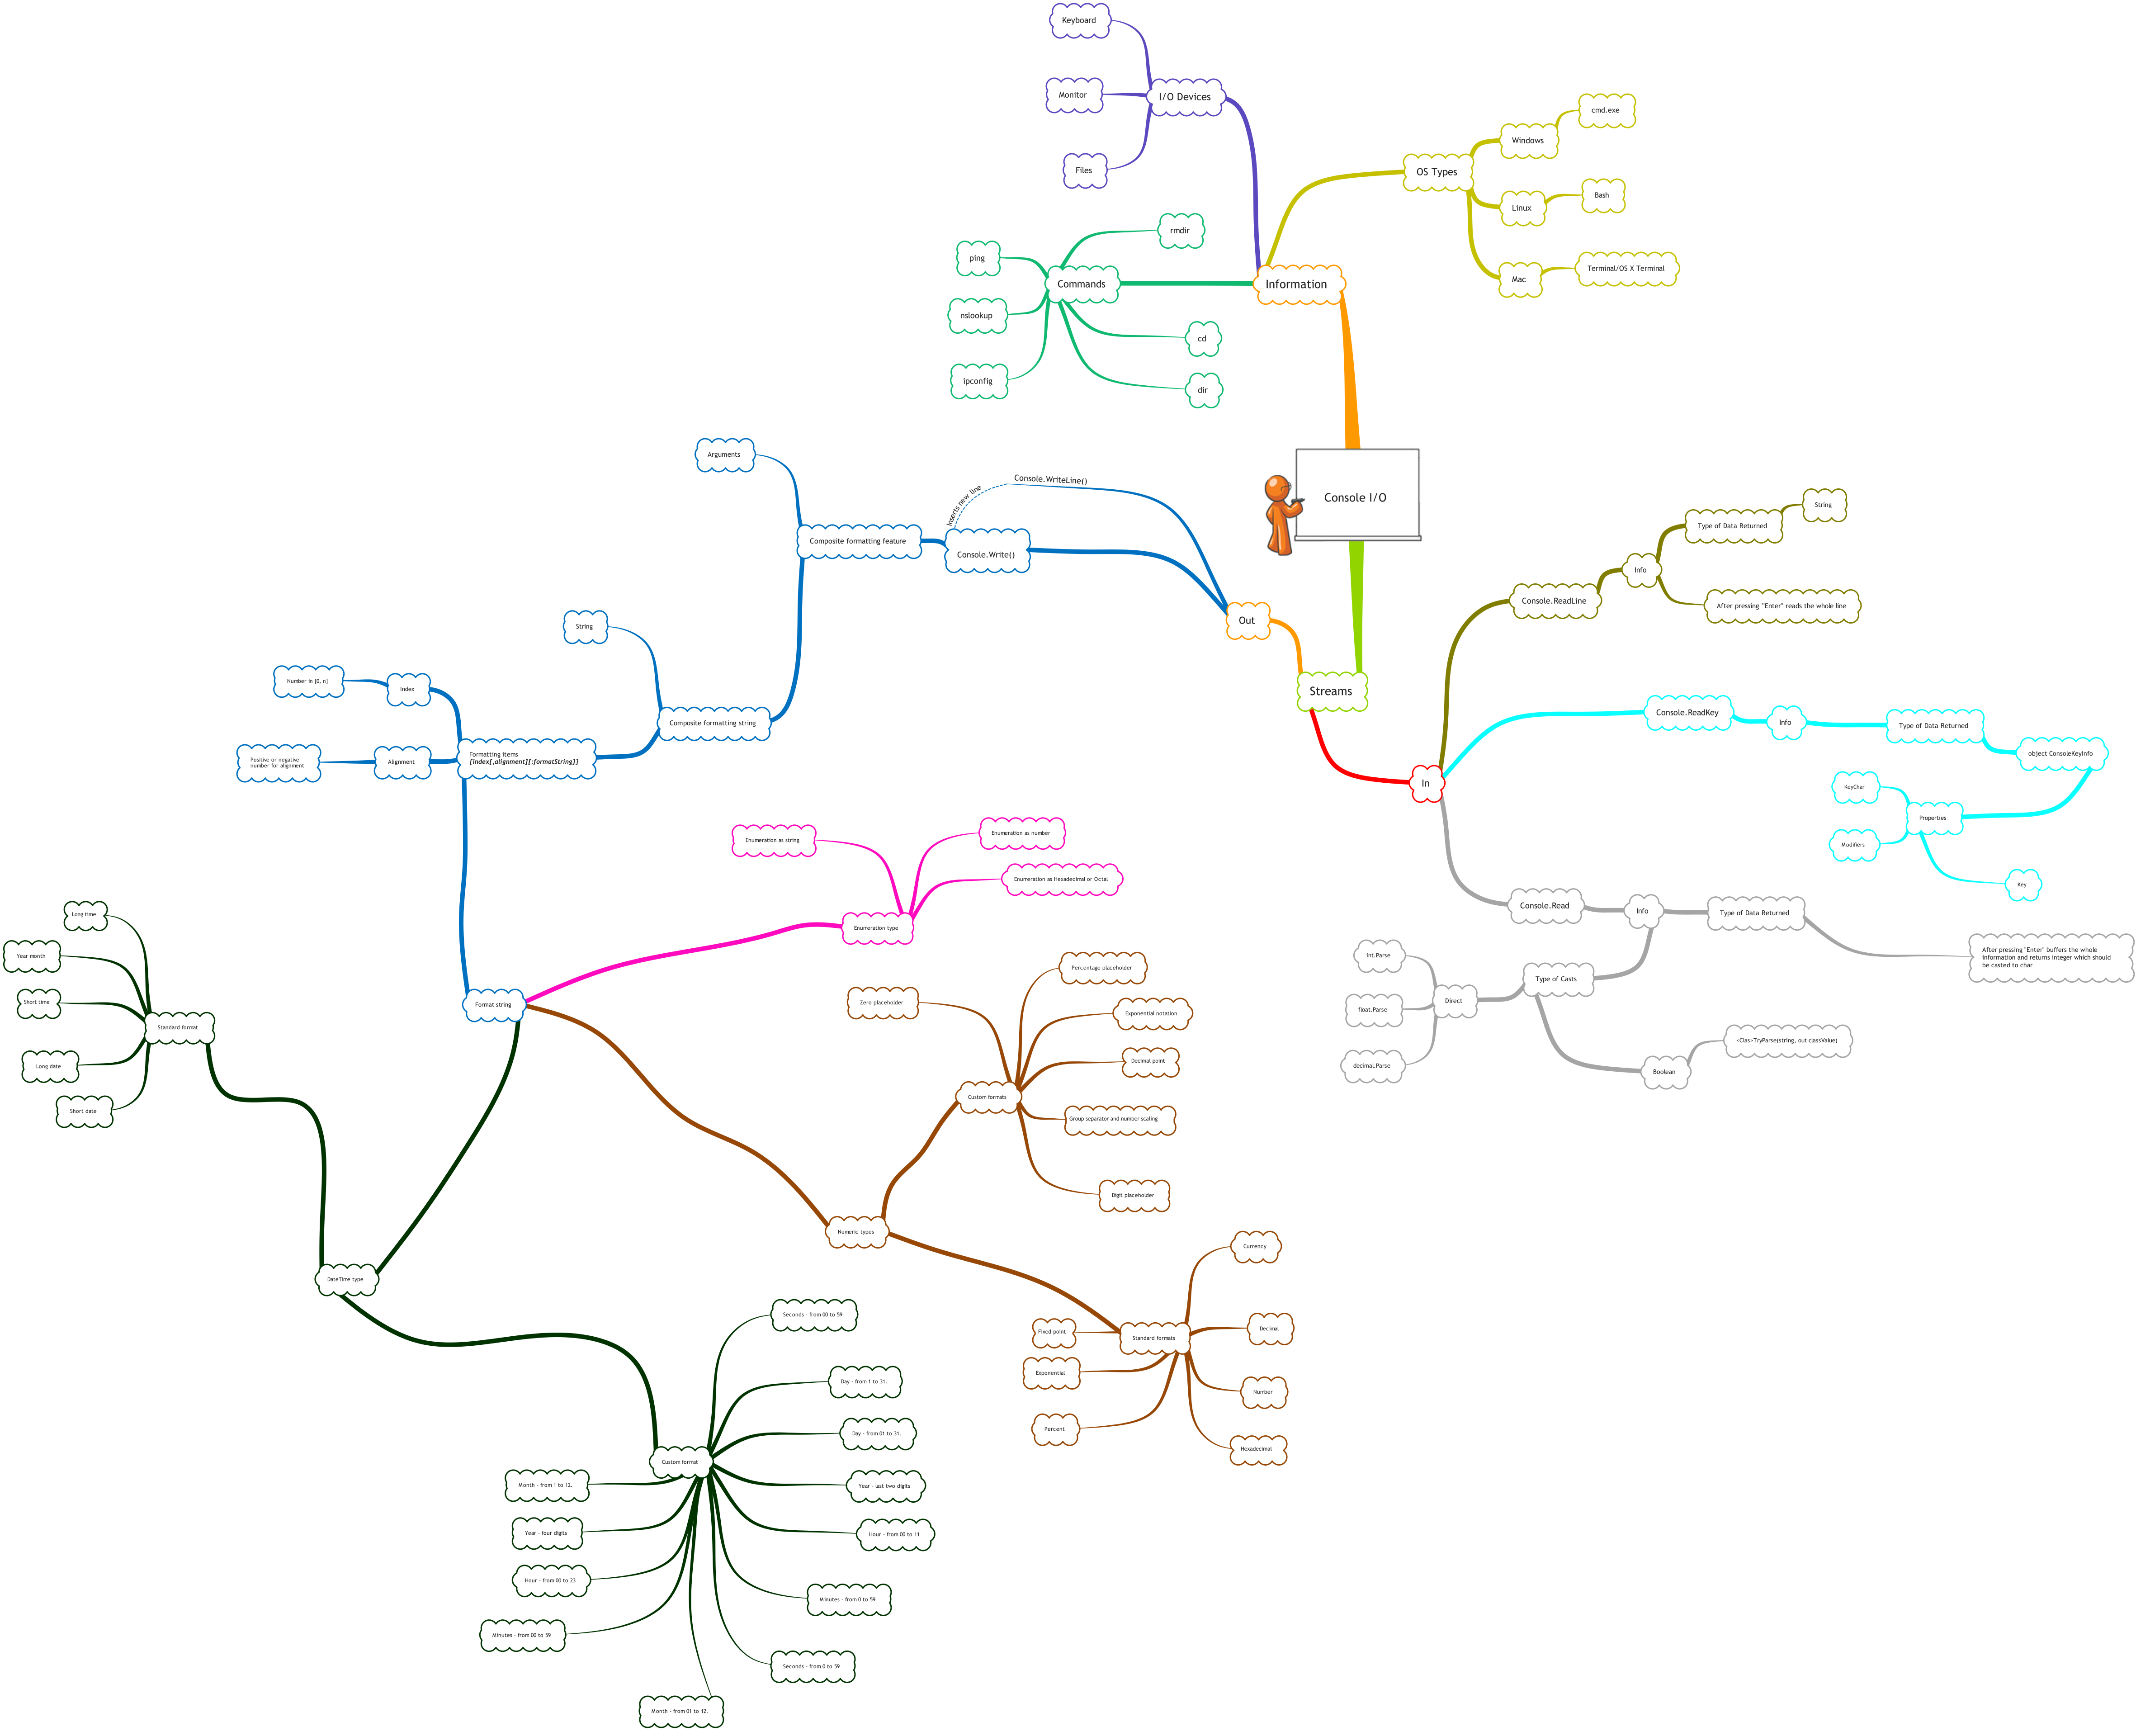 Keyboard
Monitor
Files
I/O Devices
cmd.exe
Windows
OS Types
Linux
Bash
Mac
Terminal/OS X Terminal
rmdir
ping
Commands
Information
nslookup
cd
ipconfig
dir
Console I/O
Arguments
Composite formatting feature
Inserts new line
Console.WriteLine()
Console.Write()
Out
Streams
String
Composite formatting string
Number in [0, n]
Index
Positive or negative
number for alignment
Alignment
Formatting items
{index[,alignment][:formatString]}
String
Type of Data Returned
Info
After pressing "Enter" reads the whole line
Console.ReadLine
In
Console.ReadKey
Info
Type of Data Returned
object ConsoleKeyInfo
KeyChar
Properties
Modifiers
Key
Console.Read
Info
Type of Data Returned
After pressing "Enter" buffers the whole
information and returns integer which should
be casted to char
Type of Casts
Int.Parse
Direct
float.Parse
decimal.Parse
Boolean
<Clas>TryParse(string, out classValue)
Enumeration as string
Enumeration as number
Enumeration as Hexadecimal or Octal
Enumeration type
Format string
Long time
Year month
Short time
Standard format
Long date
Short date
DateTime type
Zero placeholder
Percentage placeholder
Exponential notation
Decimal point
Custom formats
Group separator and number scaling
Digit placeholder
Numeric types
Currency
Fixed-point
Standard formats
Decimal
Exponential
Number
Percent
Hexadecimal
Seconds – from 00 to 59
Day - from 1 to 31.
Day - from 01 to 31.
Custom format
Month - from 1 to 12.
Year - last two digits
Year - four digits
Hour – from 00 to 11
Hour – from 00 to 23
Minutes – from 0 to 59
Minutes – from 00 to 59
Seconds – from 0 to 59
Month - from 01 to 12.